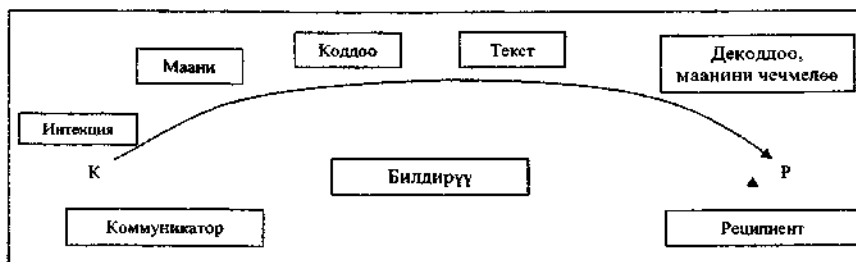 Коддоо
Текст
Декоддоо,
маанини чечмелөө
Маани
Интекция
К
Р
Билдирүү
Коммуникатор
Реципиент